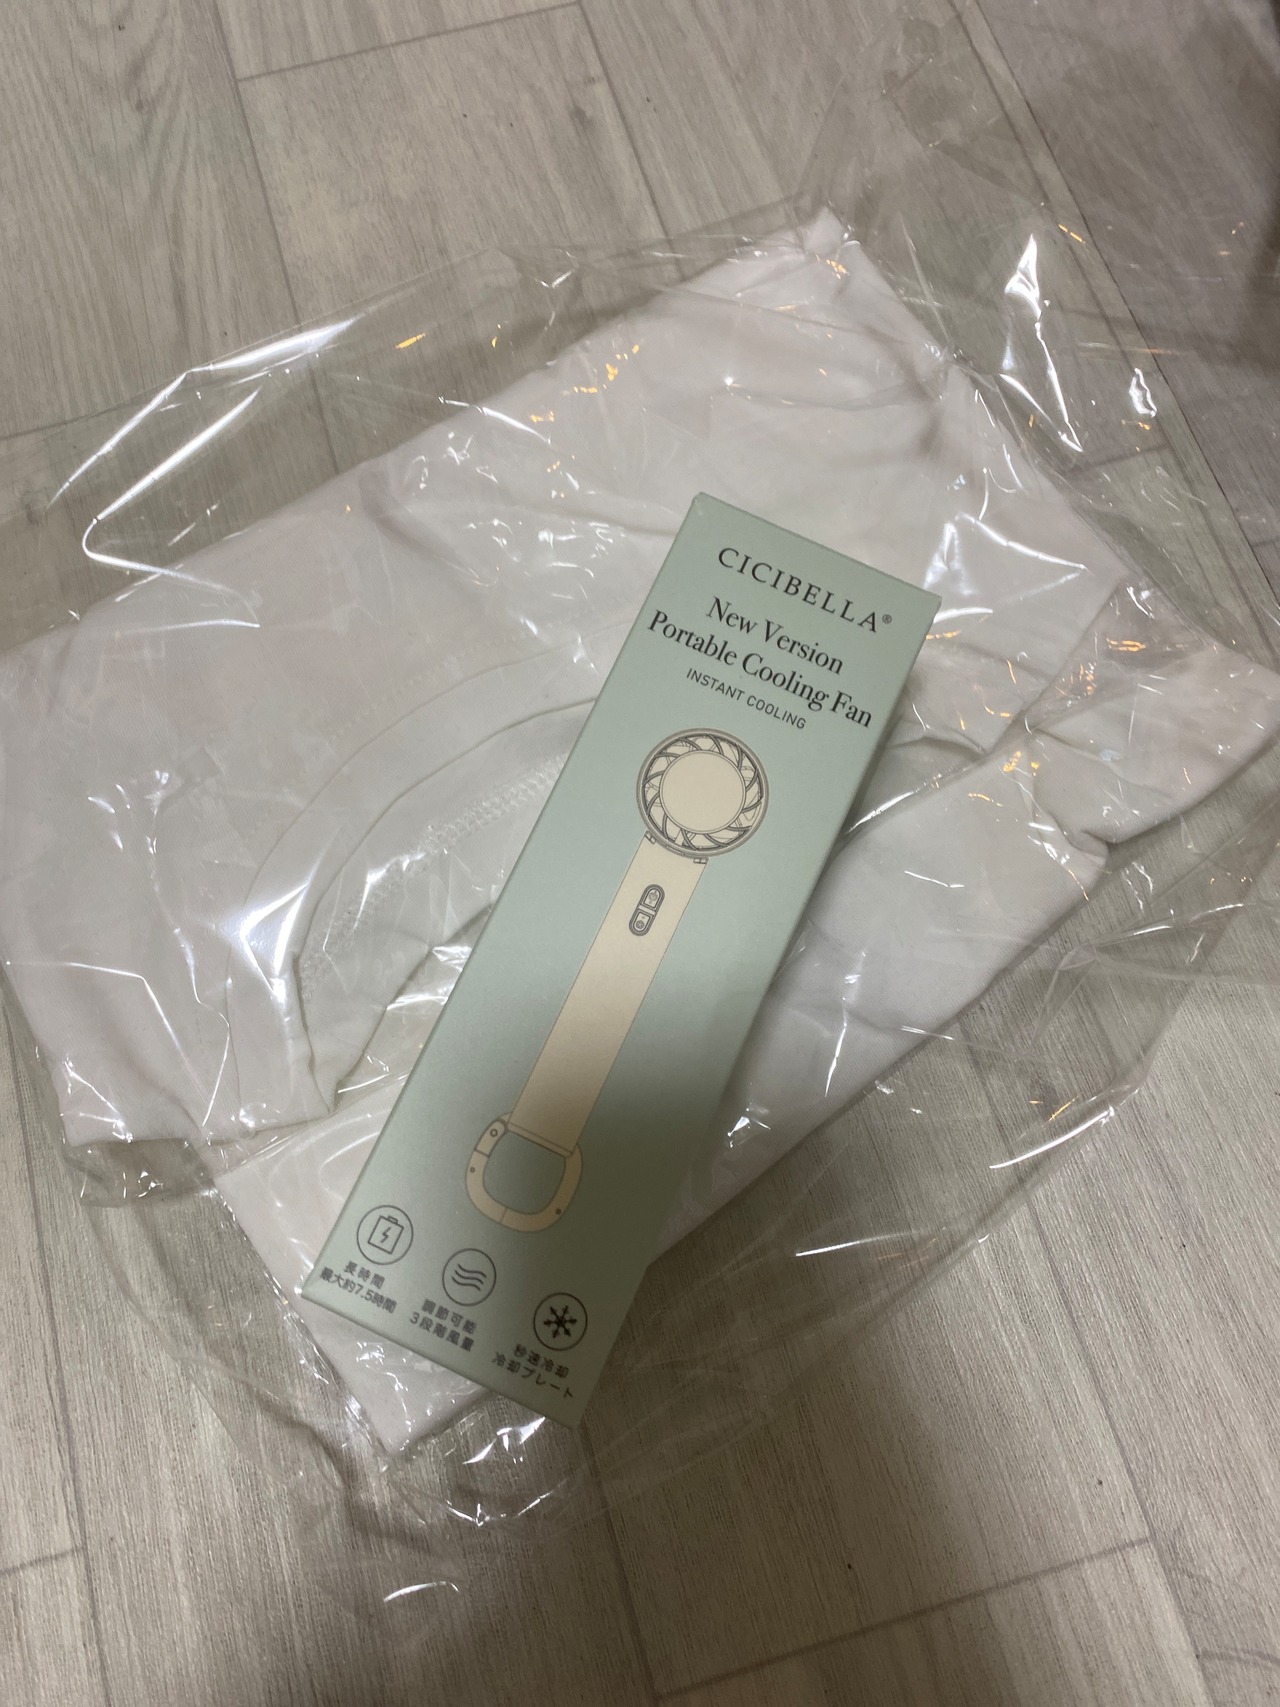 CICIBELLA®
New Version
Portable Cooling Fan
INSTANT COOLING
長時間
最大約7.5時間
調節可能
3段階風量
秒速冷却
冷却プレート